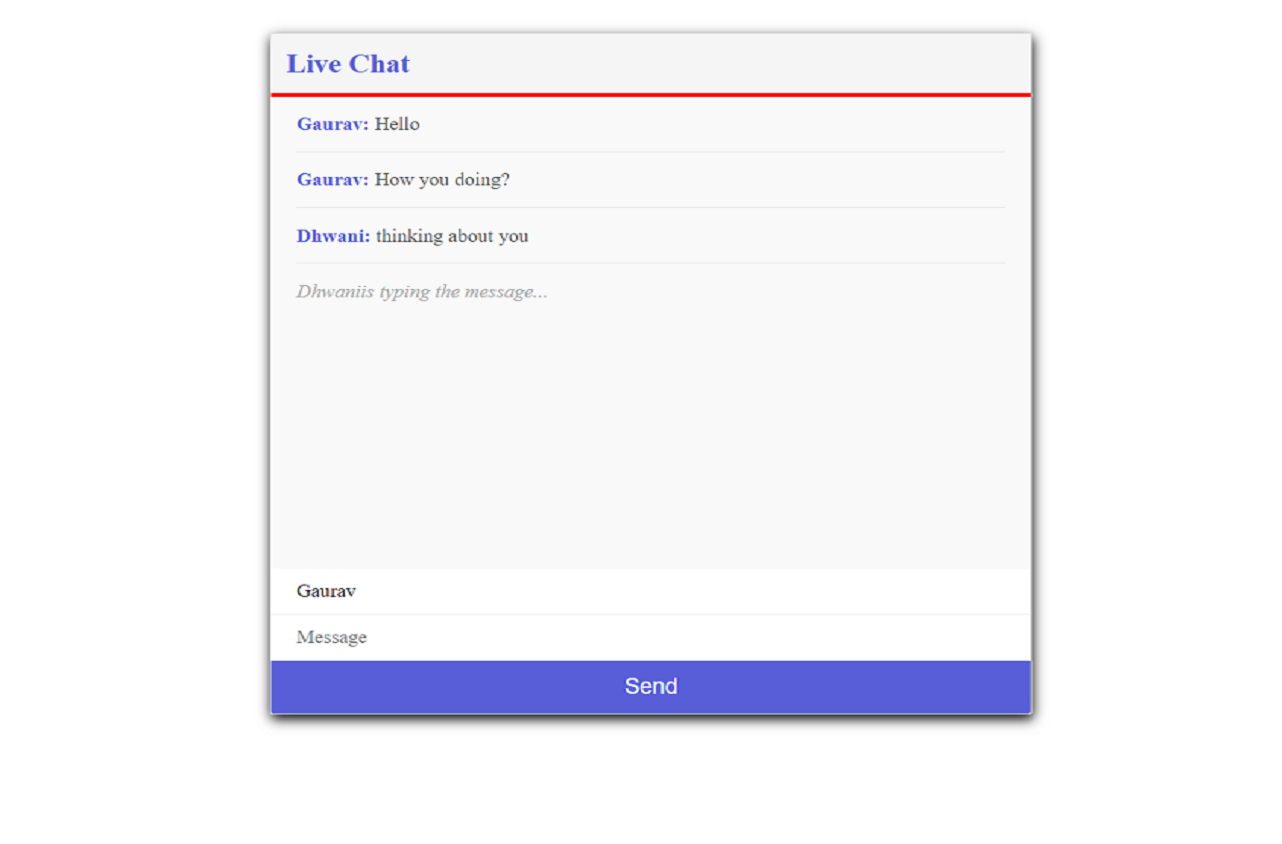 Live Chat
Gaurav: Hello
Gaurav: How you doing?
Dhwani: thinking about you
Dhwaniis typing the message...
Gaurav
Message
Send